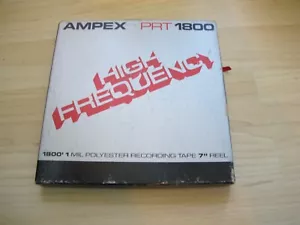 AMPEX PRT 1800
HIGH
FREQUENCY
1800' 1 MIL POLYESTER RECORDING TAPE 7" REEL